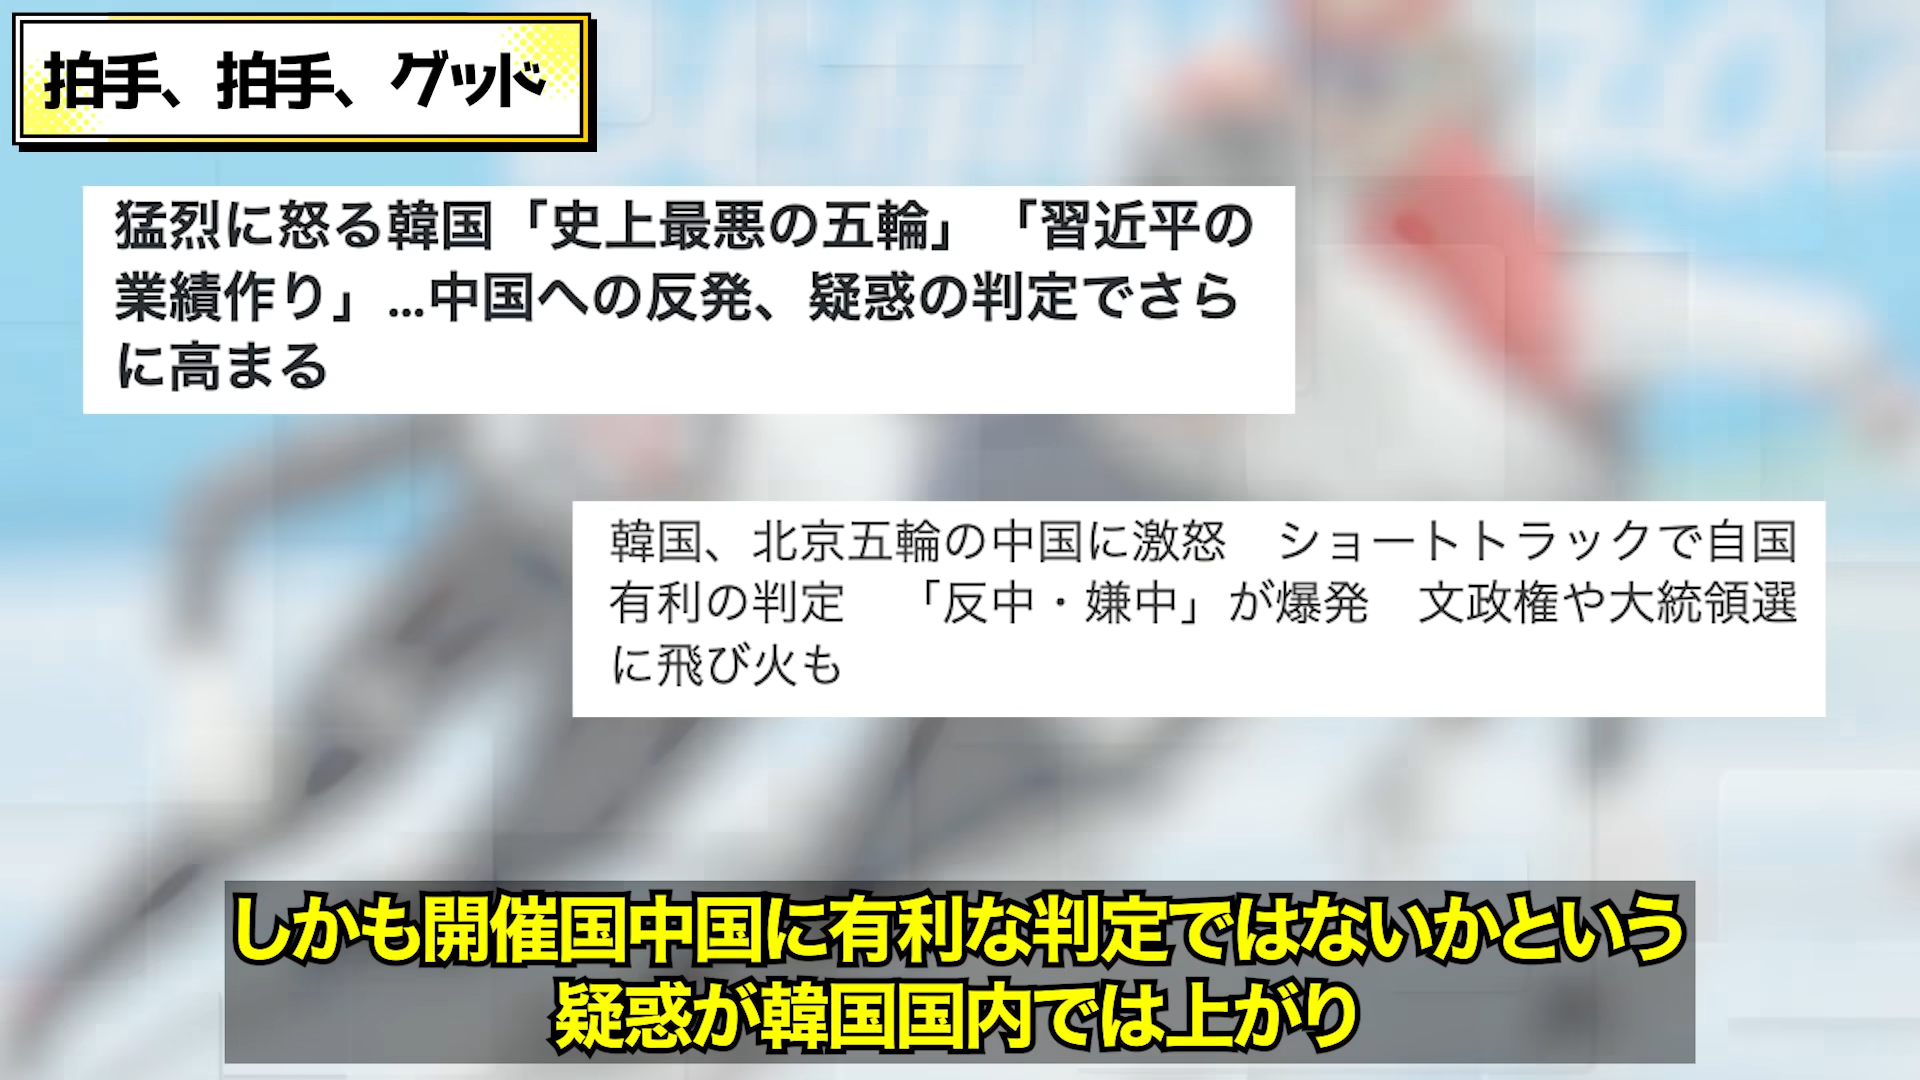 拍手、拍手、グッド
猛烈に怒る韓国「史上最悪の五輪」「習近平の
業績作り」…中国への反発、疑惑の判定でさら
に高まる
韓国、北京五輪の中国に激怒　ショートトラックで自国
有利の判定　「反中・嫌中」が爆発　文政権や大統領選
に飛び火も
しかも開催国中国に有利な判定ではないかという
疑惑が韓国国内では上がり